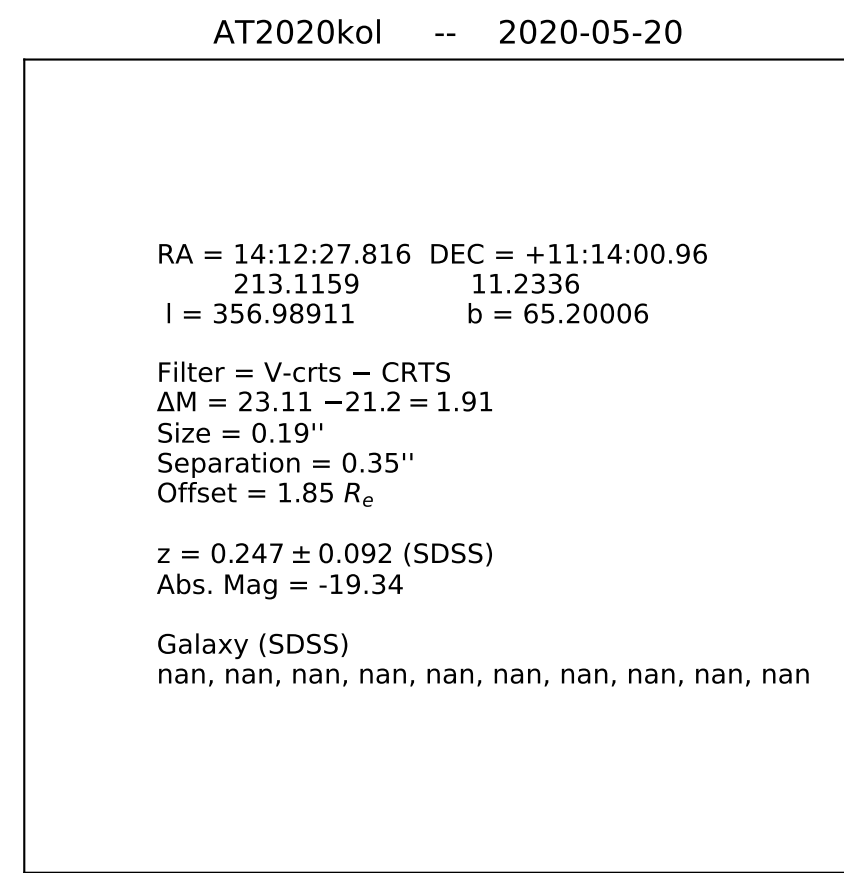 AT2020kol -- 2020-05-20
RA = 14:12:27.816 DEC = +11:14:00.96
213.1159 11.2336
l = 356.98911 b = 65.20006
Filter = V-crts − CRTS
ΔM = 23.11 −21.2 = 1.91
Size = 0.19''
Separation = 0.35''
Offset = 1.85 Rₑ
z = 0.247 ± 0.092 (SDSS)
Abs. Mag = -19.34
Galaxy (SDSS)
nan, nan, nan, nan, nan, nan, nan, nan, nan, nan